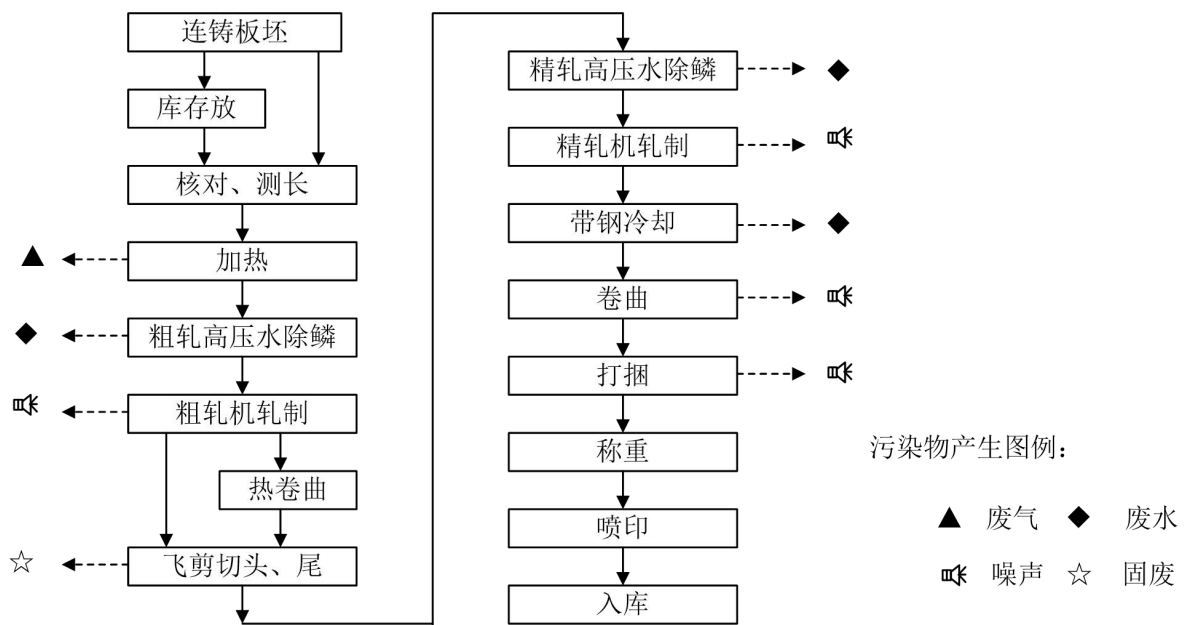 连铸板坯
库存放
核对、测长
加热
粗轧高压水除鳞
粗轧机轧制
热卷曲
飞剪切头、尾
精轧高压水除鳞
精轧机轧制
带钢冷却
卷曲
打捆
称重
喷印
入库
污染物产生图例：
▲ 废气 ◆ 废水
噪声 ☆ 固废